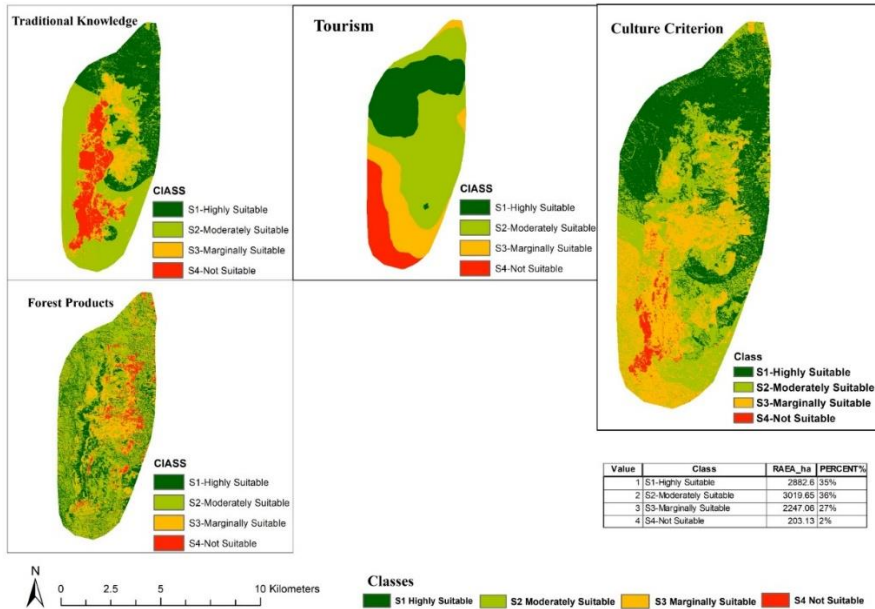 Traditional Knowledge
ClASS
S1-Highly Suitable
S2-Moderately Suitable
S3-Marginally Suitable
S4-Not Suitable
Tourism
ClASS
S1-Highly Suitable
S2-Moderately Suitable
S3-Marginally Suitable
S4-Not Suitable
Culture Criterion
Class
S1-Highly Suitable
S2-Moderately Suitable
S3-Marginally Suitable
S4-Not Suitable
Forest Products
ClASS
S1-Highly Suitable
S2-Moderately Suitable
S3-Marginally Suitable
S4-Not Suitable
Value Class RAEA_ha PERCENT%
1 S1-Highly Suitable 2882.6 35%
2 S2-Moderately Suitable 3019.65 36%
3 S3-Marginally Suitable 2247.06 27%
4 S4-Not Suitable 203.13 2%
N
0 2.5 5 10 Kilometers
Classes
S1 Highly Suitable S2 Moderately Suitable S3 Marginally Suitable S4 Not Suitable